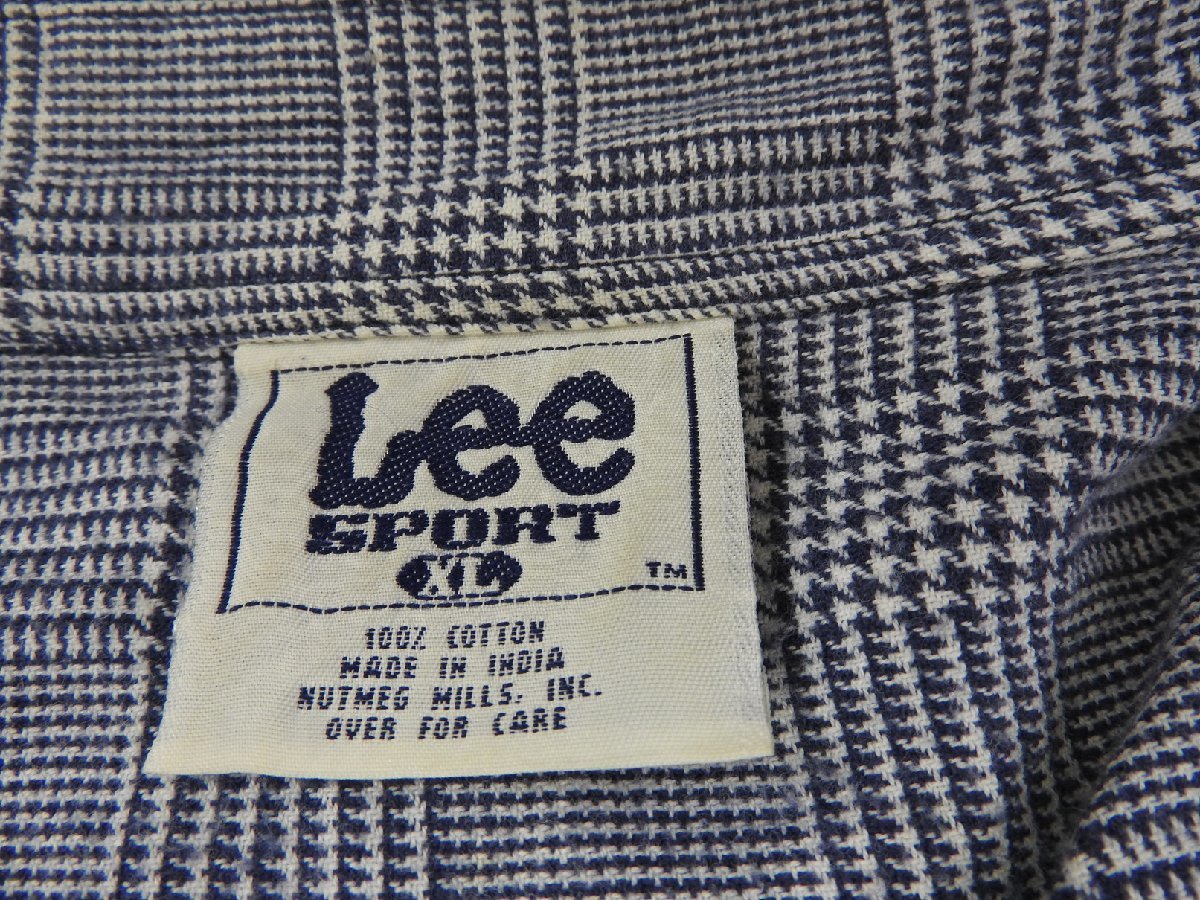 Lee
SPORT
XL
TM
100% COTTON
MADE IN INDIA
NUTMEG MILLS, INC.
OVER FOR CARE